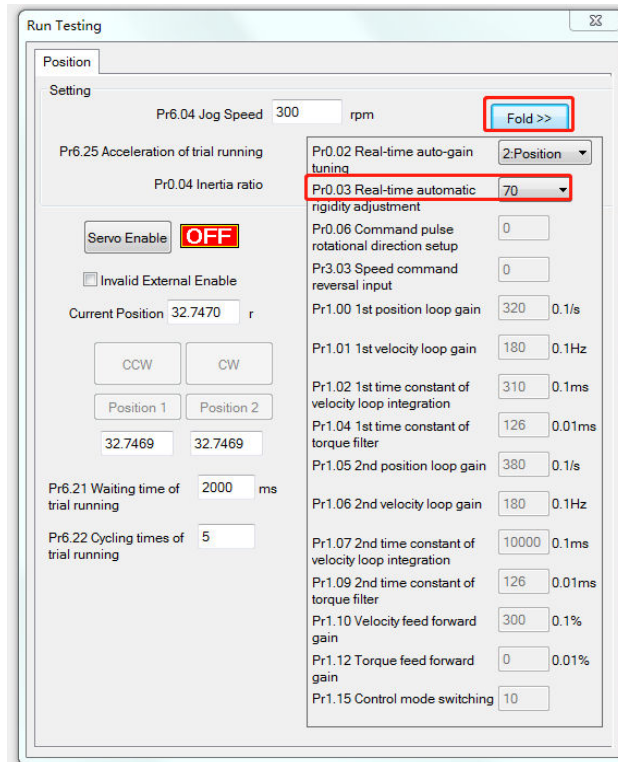 Run Testing
Position
Setting
Pr6.04 Jog Speed 300 rpm
Fold >>
Pr6.25 Acceleration of trial running
Pr0.04 Inertia ratio
Servo Enable OFF
Invalid External Enable
Current Position 32.7470 r
CCW CW
Position 1 Position 2
32.7469 32.7469
Pr6.21 Waiting time of 2000 ms
trial running
Pr6.22 Cycling times of 5
trial running
Pr0.02 Real-time auto-gain 2:Position
tuning
Pr0.03 Real-time automatic 70
rigidity adjustment
Pr0.06 Command pulse 0
rotational direction setup
Pr3.03 Speed command 0
reversal input
Pr1.00 1st position loop gain 320 0.1/s
Pr1.01 1st velocity loop gain 180 0.1Hz
Pr1.02 1st time constant of 310 0.1ms
velocity loop integration
Pr1.04 1st time constant of 126 0.01ms
torque filter
Pr1.05 2nd position loop gain 380 0.1/s
Pr1.06 2nd velocity loop gain 180 0.1Hz
Pr1.07 2nd time constant of 10000 0.1ms
velocity loop integration
Pr1.09 2nd time constant of 126 0.01ms
torque filter
Pr1.10 Velocity feed forward 300 0.1%
gain
Pr1.12 Torque feed forward 0 0.01%
gain
Pr1.15 Control mode switching 10